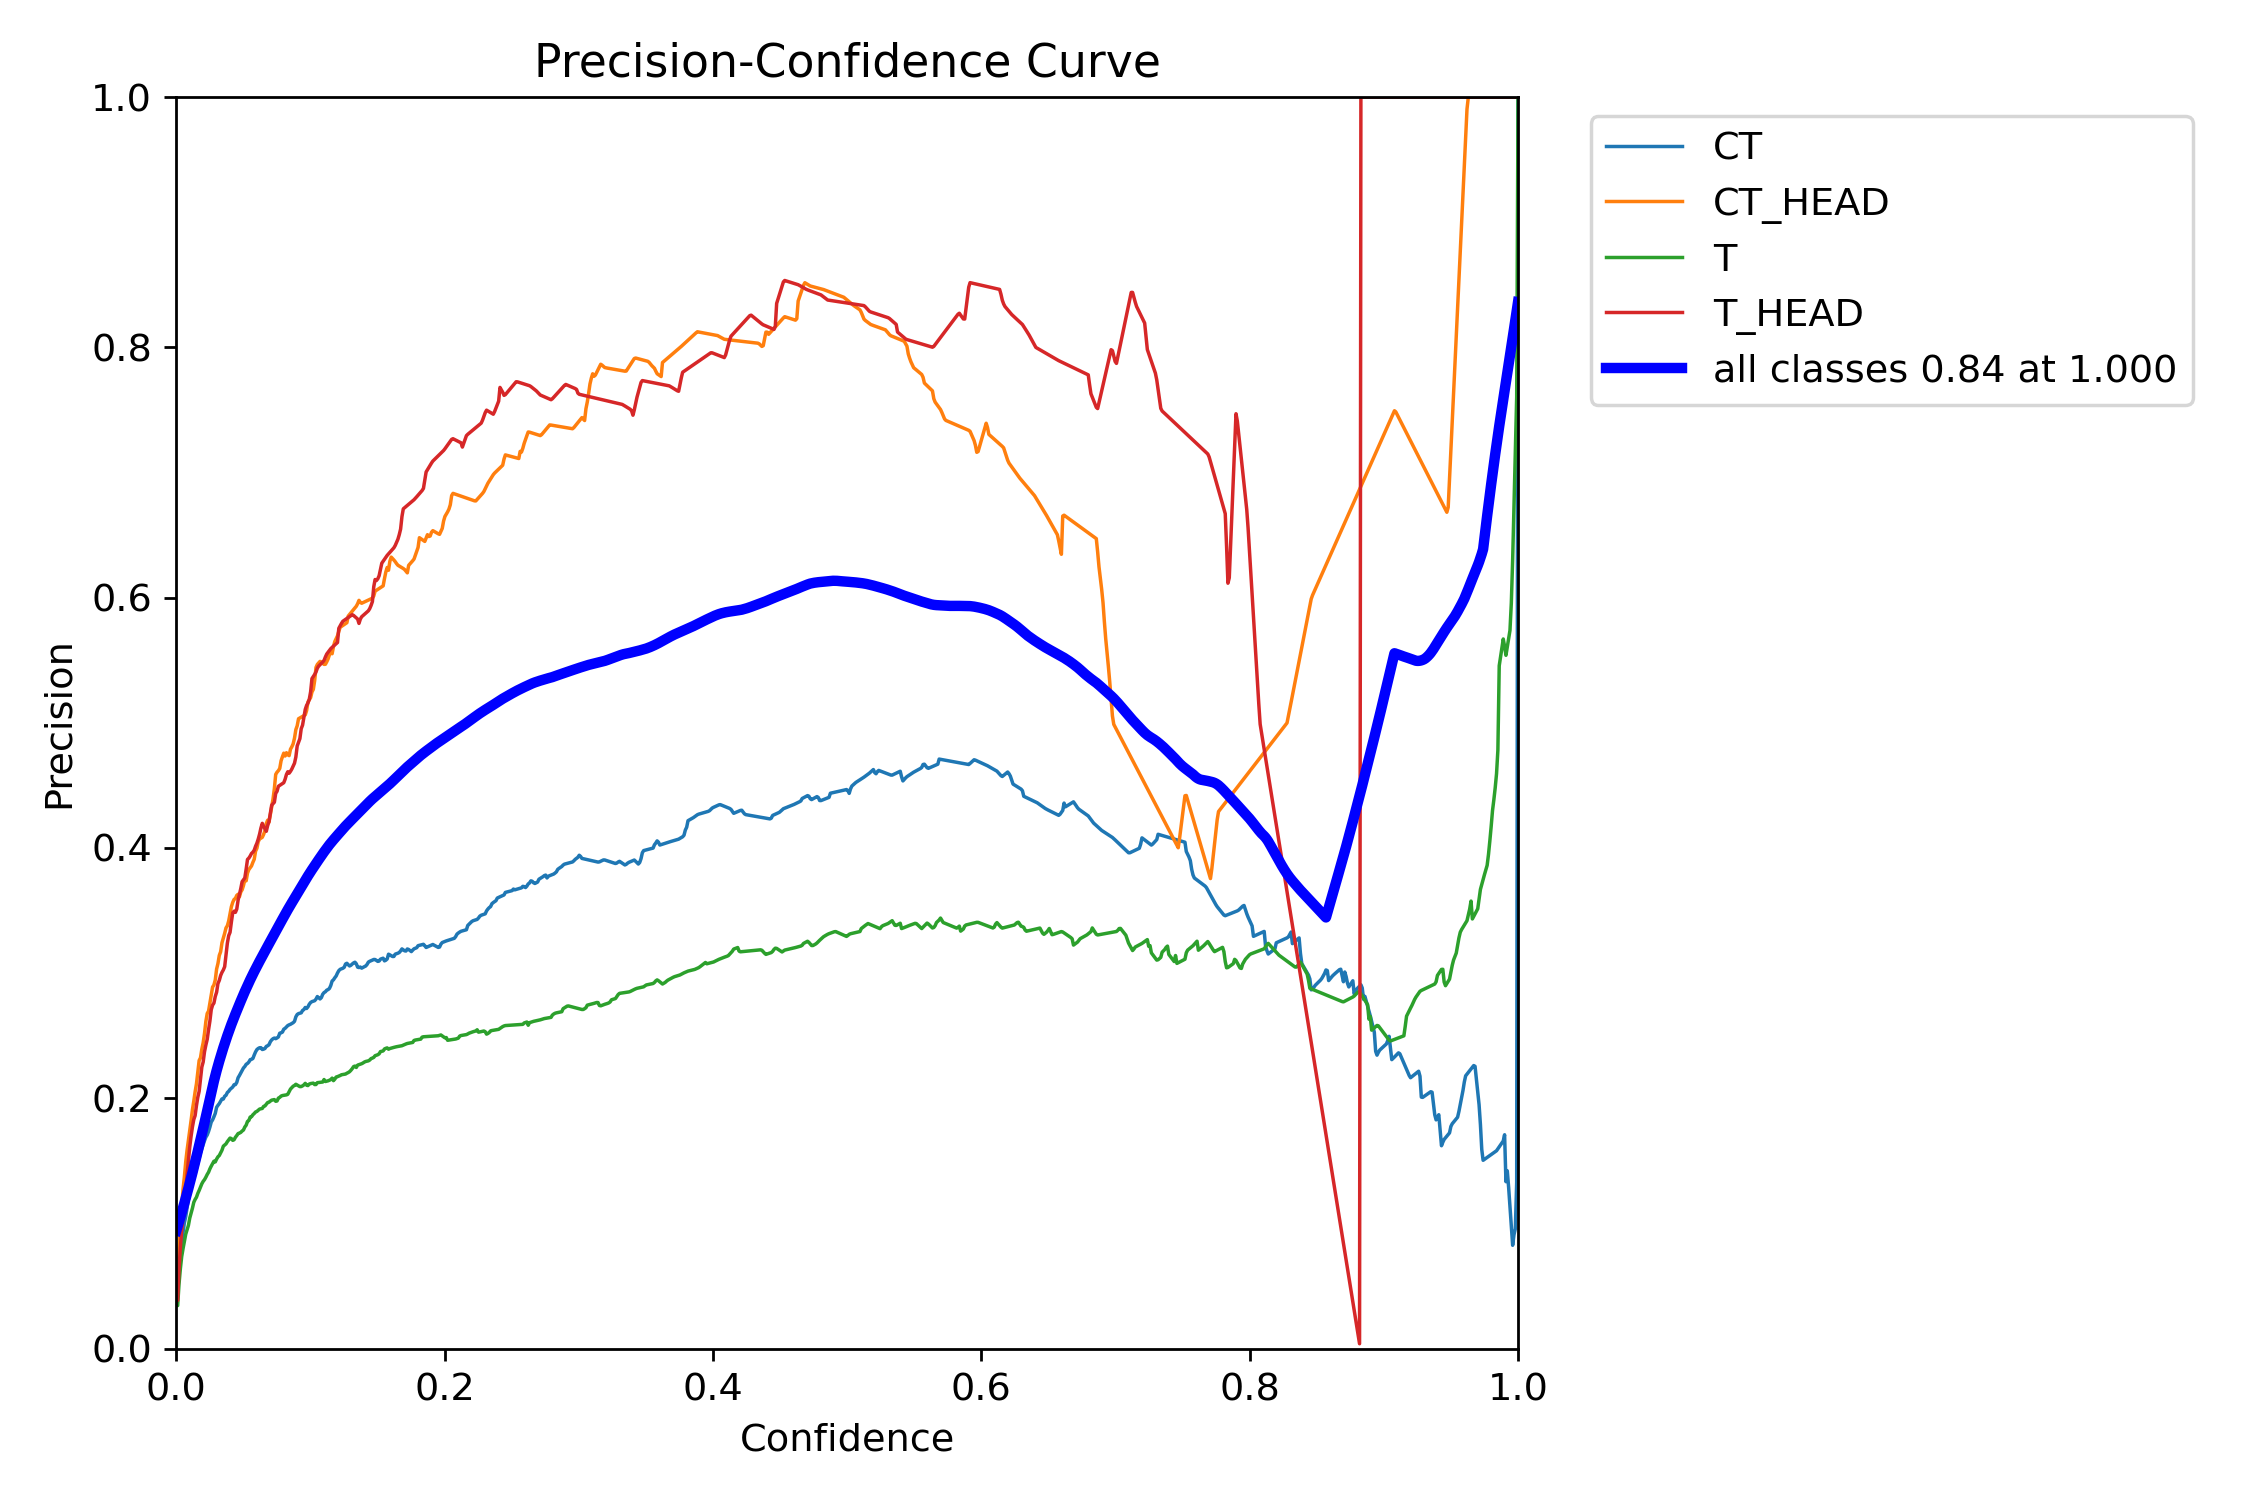 Precision-Confidence Curve
1.0
0.8
0.6
0.4
0.2
0.0
Precision
0.0 0.2 0.4 0.6 0.8 1.0
Confidence
CT
CT_HEAD
T
T_HEAD
all classes 0.84 at 1.000